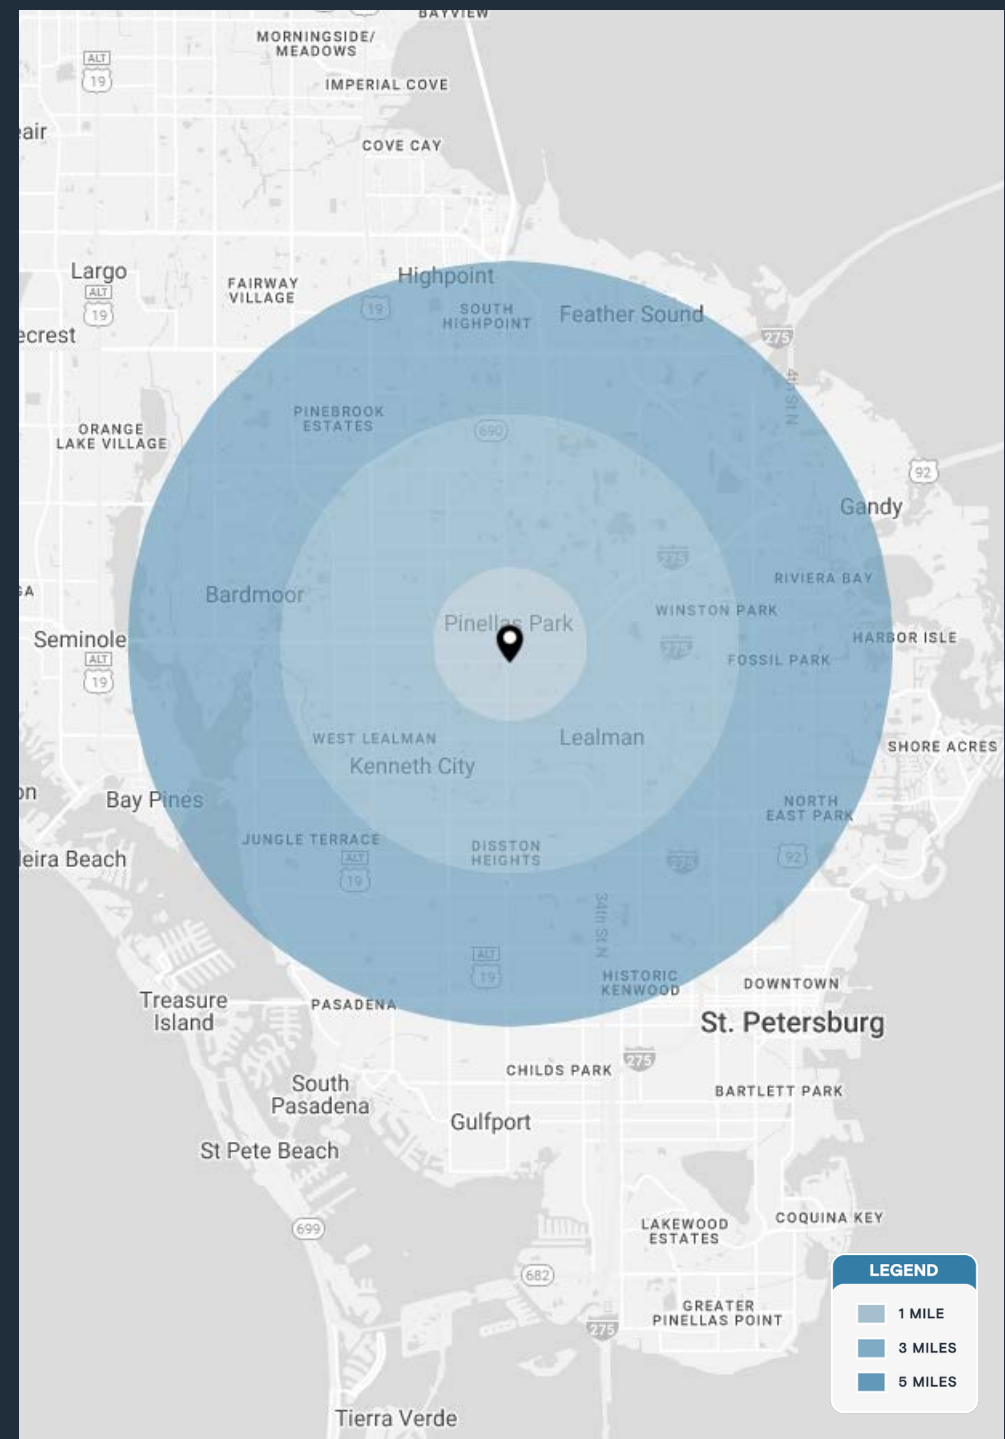 BAYVIEW
MORNINGSIDE/
MEADOWS
ALT
19
IMPERIAL COVE
air
COVE CAY
Largo
ALT
19
FAIRWAY
VILLAGE
Highpoint
19
SOUTH
HIGHPOINT
Feather Sound
ecrest
275
4th St N
PINEBROOK
ESTATES
ORANGE
LAKE VILLAGE
690
92
Gandy
275
RIVIERA BAY
Bardmoor
WINSTON PARK
Pinellas Park
Seminole
HARBOR ISLE
ALT
19
275
FOSSIL PARK
WEST LEALMAN
Lealman
SHORE ACRES
Kenneth City
on
Bay Pines
NORTH
EAST PARK
JUNGLE TERRACE
DISSTON
HEIGHTS
eira Beach
ALT
19
275
92
34th St N
ALT
19
HISTORIC
KENWOOD
DOWNTOWN
Treasure
Island
PASADENA
St. Petersburg
275
CHILDS PARK
South
Pasadena
BARTLETT PARK
Gulfport
St Pete Beach
699
LAKEWOOD
ESTATES
COQUINA KEY
682
GREATER
PINELLAS POINT
275
Tierra Verde
LEGEND
1 MILE
3 MILES
5 MILES